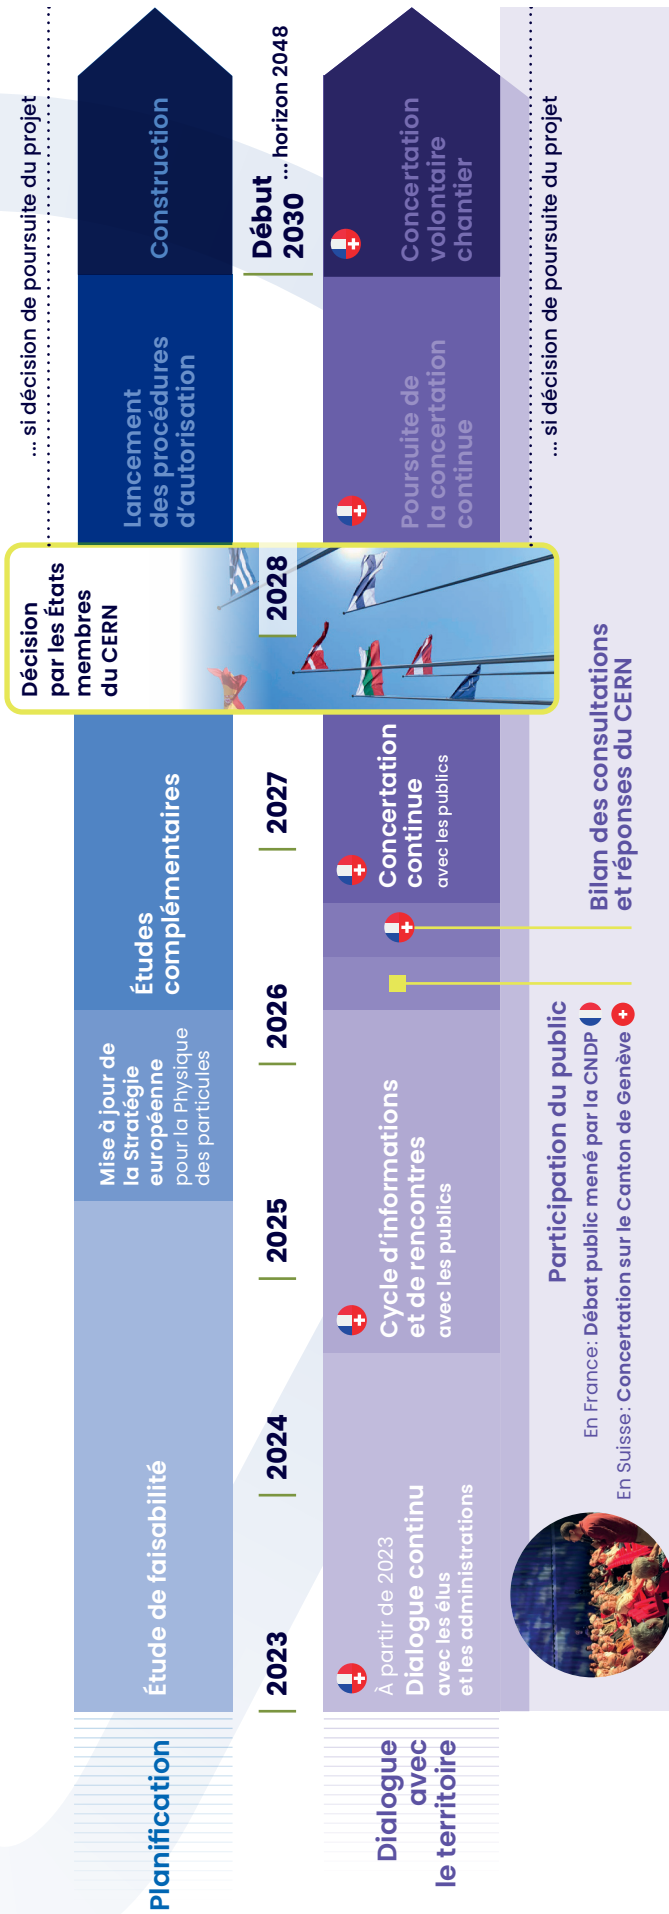 Planification
Étude de faisabilité
Mise à jour de
la Stratégie
européenne
pour la Physique
des particules
Études
complémentaires
Décision
par les États
membres
du CERN
Lancement
des procédures
d'autorisation
Construction
... si décision de poursuite du projet
2023
2024
2025
2026
2027
2028
Début
2030
... horizon 2048
Dialogue
avec
le territoire
À partir de 2023
Dialogue continu
avec les élus
et les administrations
Cycle d'informations
et de rencontres
avec les publics
Concertation
continue
avec les publics
Poursuite de
la concertation
continue
Concertation
volontaire
chantier
... si décision de poursuite du projet
Participation du public
En France: Débat public mené par la CNDP
En Suisse: Concertation sur le Canton de Genève
Bilan des consultations
et réponses du CERN